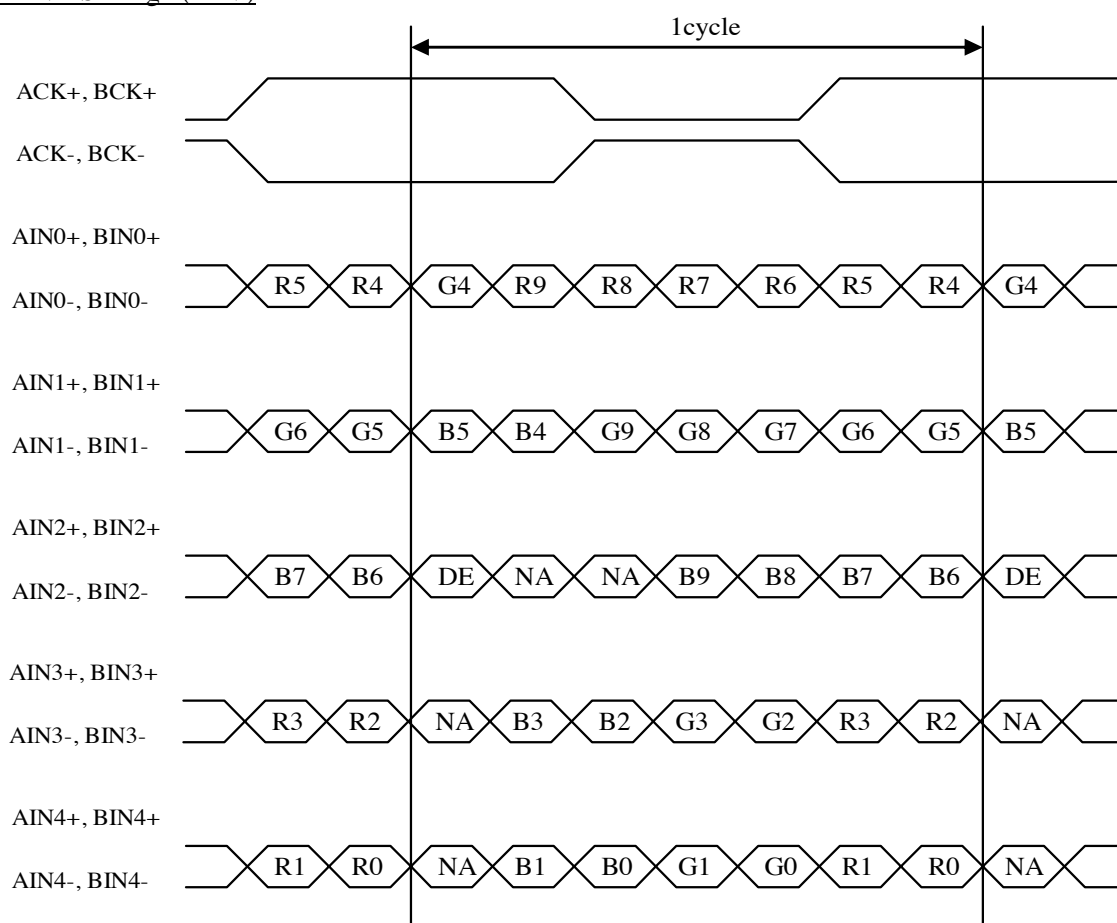 1cycle
ACK+, BCK+
ACK-, BCK-
AIN0+, BIN0+
R5 R4 G4 R9 R8 R7 R6 R5 R4 G4
AIN0-, BIN0-
AIN1+, BIN1+
G6 G5 B5 B4 G9 G8 G7 G6 G5 B5
AIN1-, BIN1-
AIN2+, BIN2+
B7 B6 DE NA NA B9 B8 B7 B6 DE
AIN2-, BIN2-
AIN3+, BIN3+
R3 R2 NA B3 B2 G3 G2 R3 R2 NA
AIN3-, BIN3-
AIN4+, BIN4+
R1 R0 NA B1 B0 G1 G0 R1 R0 NA
AIN4-, BIN4-